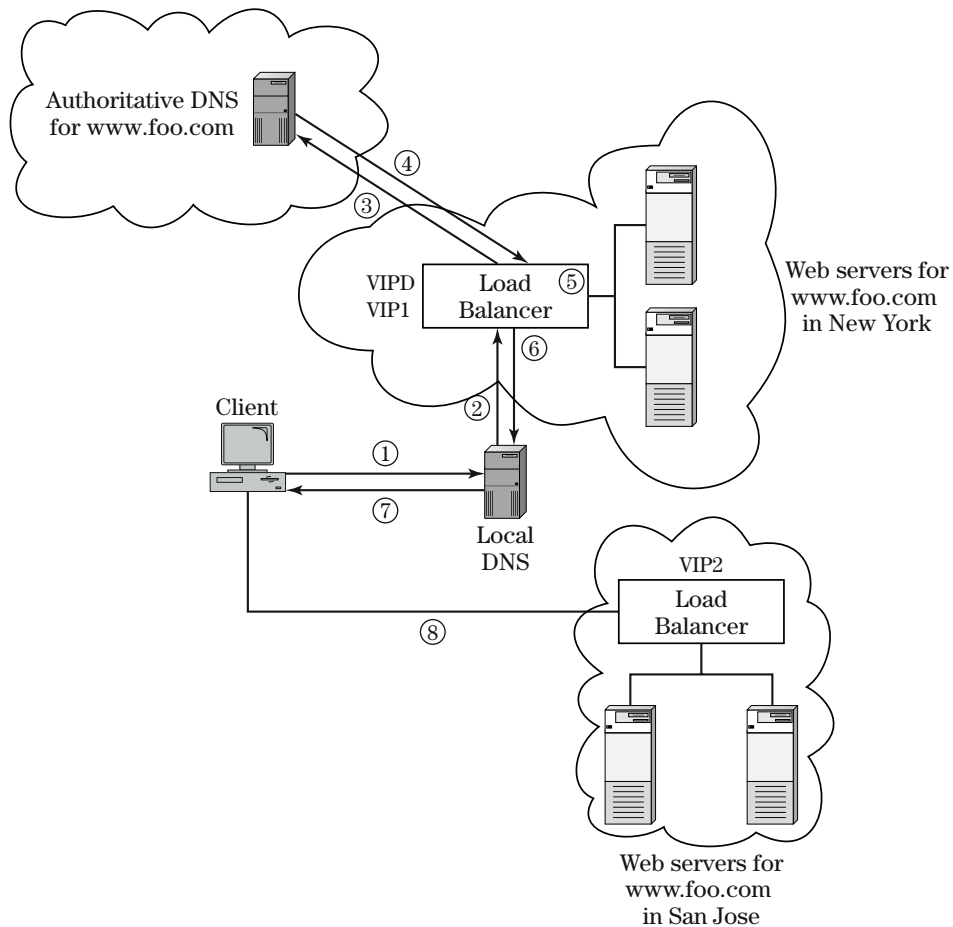 Authoritative DNS
for www.foo.com
④
③
VIPD
VIP1
Load
Balancer
⑤
Web servers for
www.foo.com
in New York
⑥
②
Client
①
⑦
Local
DNS
VIP2
Load
Balancer
⑧
Web servers for
www.foo.com
in San Jose